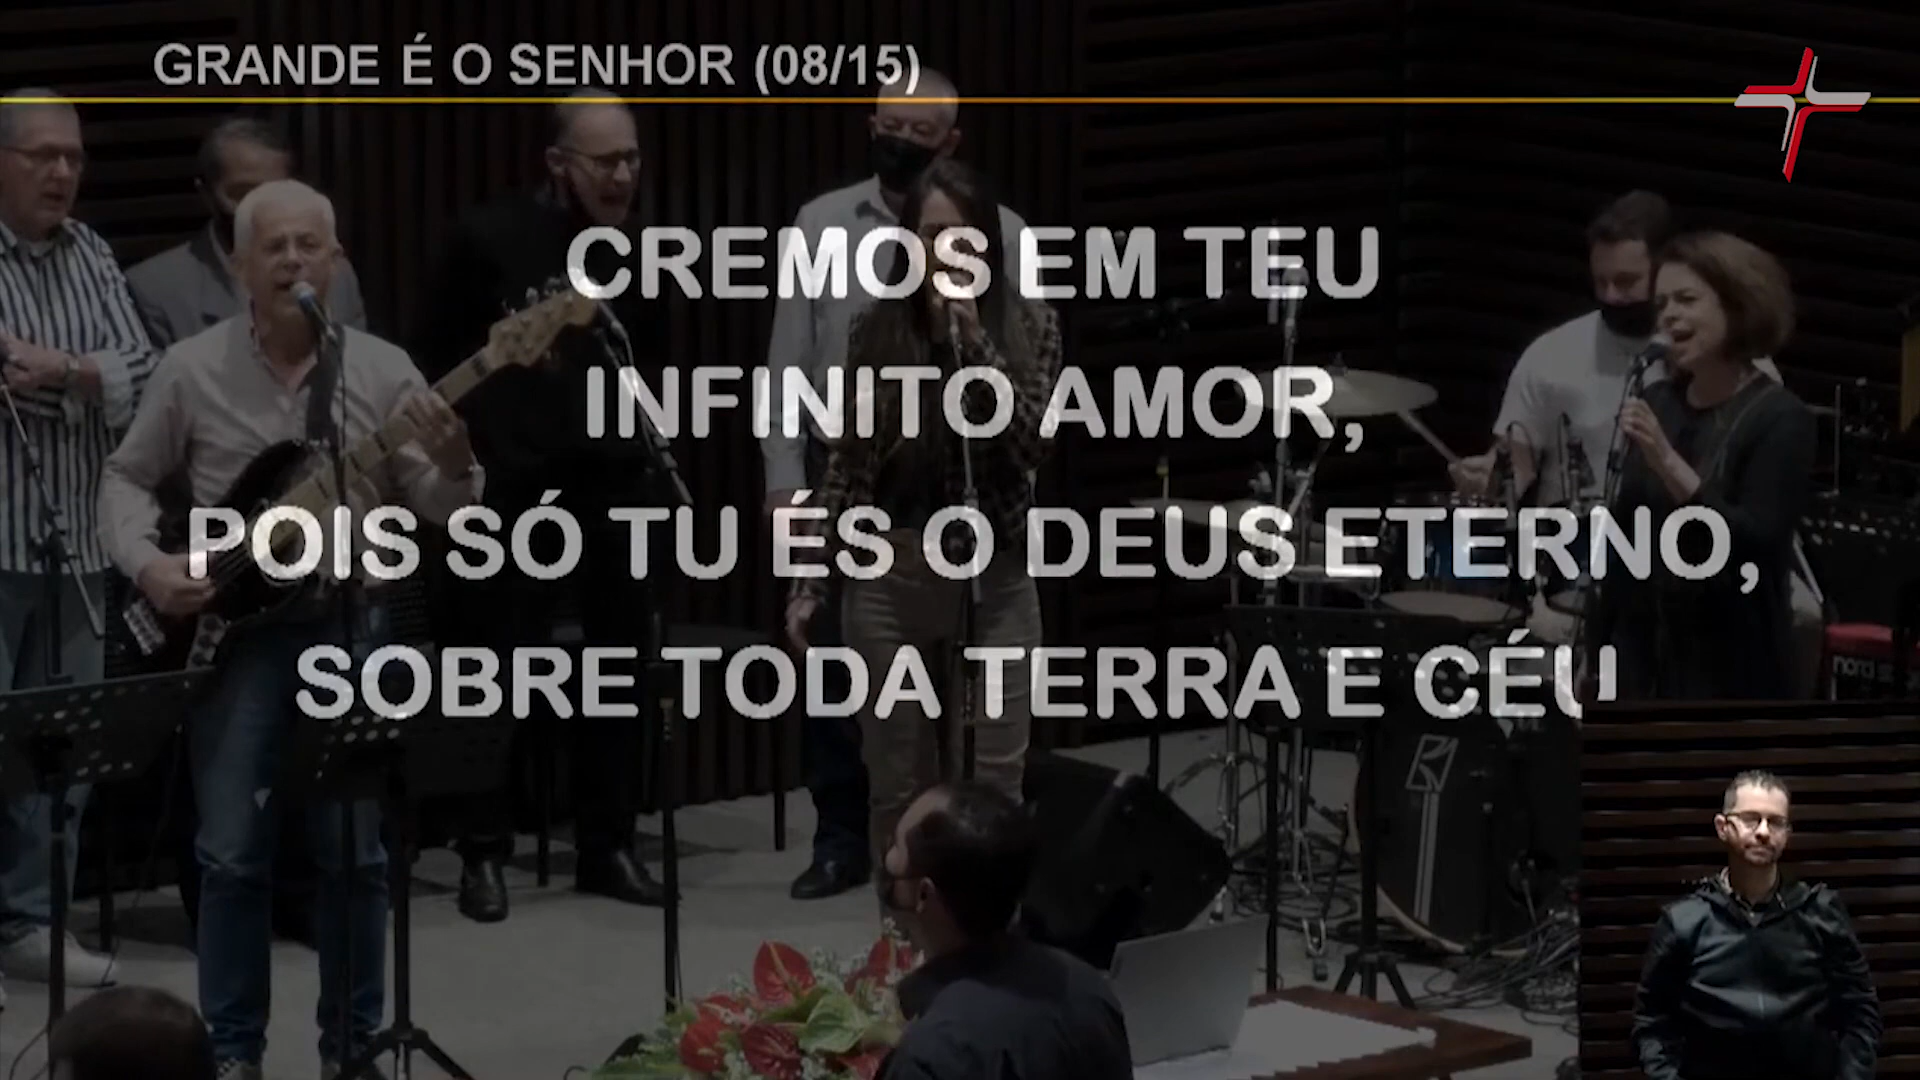 GRANDE É O SENHOR (08/15)
CREMOS EM TEU
INFINITO AMOR,
POIS SÓ TU ÉS O DEUS ETERNO,
SOBRE TODA TERRA E CÉU
nord